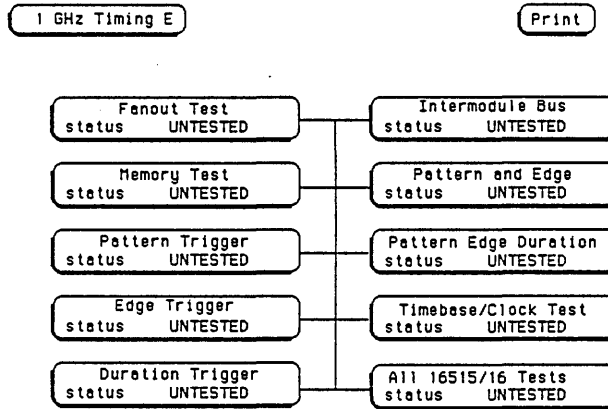 1 GHz Timing E
Print
Fanout Test
status UNTESTED
Intermodule Bus
status UNTESTED
Memory Test
status UNTESTED
Pattern and Edge
status UNTESTED
Pattern Trigger
status UNTESTED
Pattern Edge Duration
status UNTESTED
Edge Trigger
status UNTESTED
Timebase/Clock Test
status UNTESTED
Duration Trigger
status UNTESTED
All 16515/16 Tests
status UNTESTED